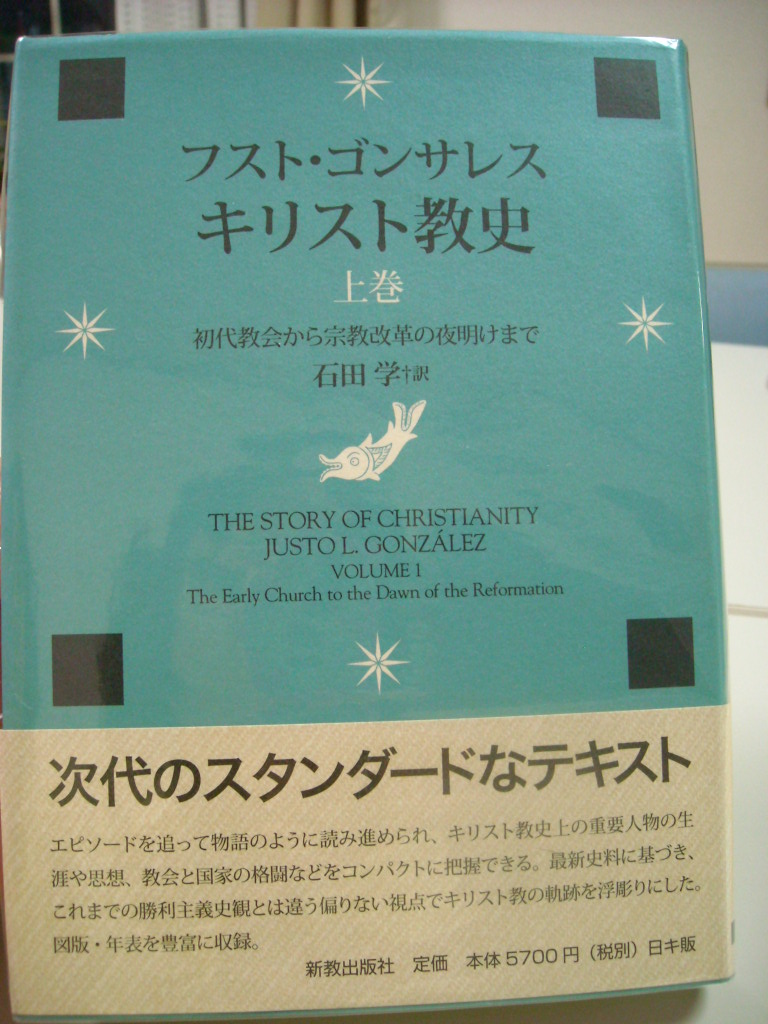 フスト・ゴンサレス
キリスト教史
上巻
初代教会から宗教改革の夜明けまで
石田 学†訳
THE STORY OF CHRISTIANITY
JUSTO L. GONZÁLEZ
VOLUME 1
The Early Church to the Dawn of the Reformation
次代のスタンダードなテキスト
エピソードを追って物語のように読み進められ、キリスト教史上の重要人物の生
涯や思想、教会と国家の格闘などをコンパクトに把握できる。最新史料に基づき、
これまでの勝利主義史観とは違う偏りない視点でキリスト教の軌跡を浮彫りにした。
図版・年表を豊富に収録。
新教出版社 定価 本体5700円（税別）日キ販